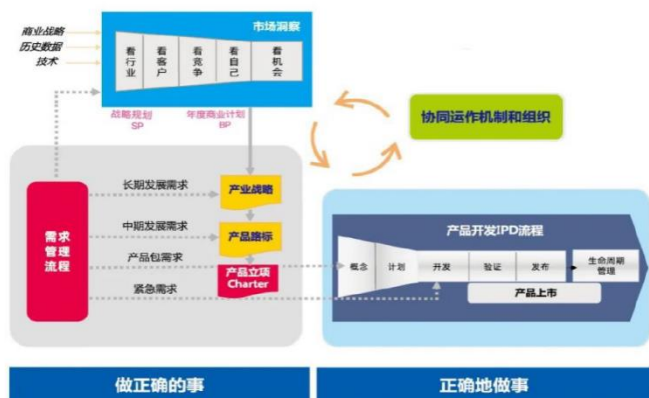 市场洞察
商业战略
历史数据
技术
看行业
看客户
看竞争
看自己
看机会
战略规划
SP
年度商业计划
BP
协同运作机制和组织
需求
管理
流程
长期发展需求
中期发展需求
产品包需求
紧急需求
产业战略
产品路标
产品立项
Charter
产品开发IPD流程
概念
计划
开发
验证
发布
生命周期
管理
产品上市
做正确的事
正确地做事